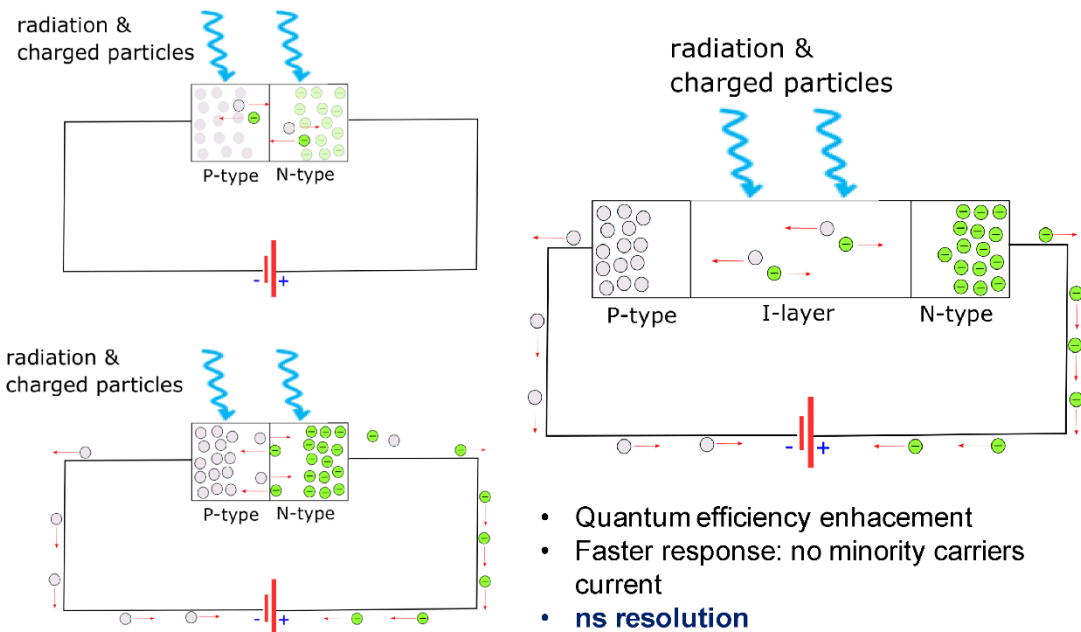 radiation &
charged particles
P-type N-type
- +
radiation &
charged particles
P-type N-type
- +
radiation &
charged particles
P-type I-layer N-type
- +
• Quantum efficiency enhacement
• Faster response: no minority carriers
current
• ns resolution